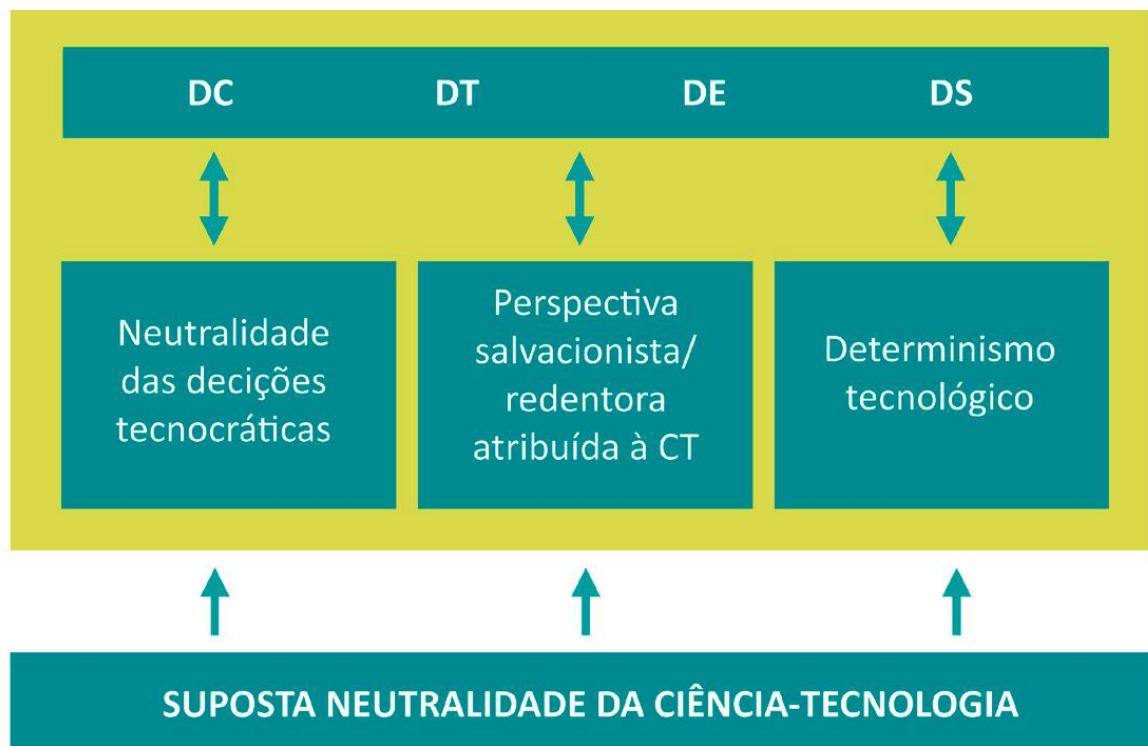 DC DT DE DS
Neutralidade
das decições
tecnocráticas
Perspectiva
salvacionista/
redentora
atribuída à CT
Determinismo
tecnológico
SUPOSTA NEUTRALIDADE DA CIÊNCIA-TECNOLOGIA